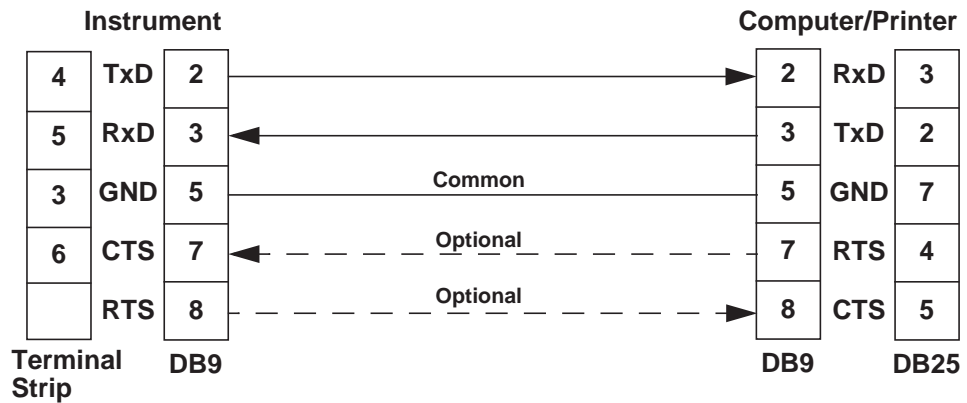 Instrument Computer/Printer
4 TxD 2 2 RxD 3
5 RxD 3 3 TxD 2
3 GND 5 Common 5 GND 7
6 CTS 7 Optional 7 RTS 4
RTS 8 Optional 8 CTS 5
Terminal Strip DB9 DB9 DB25